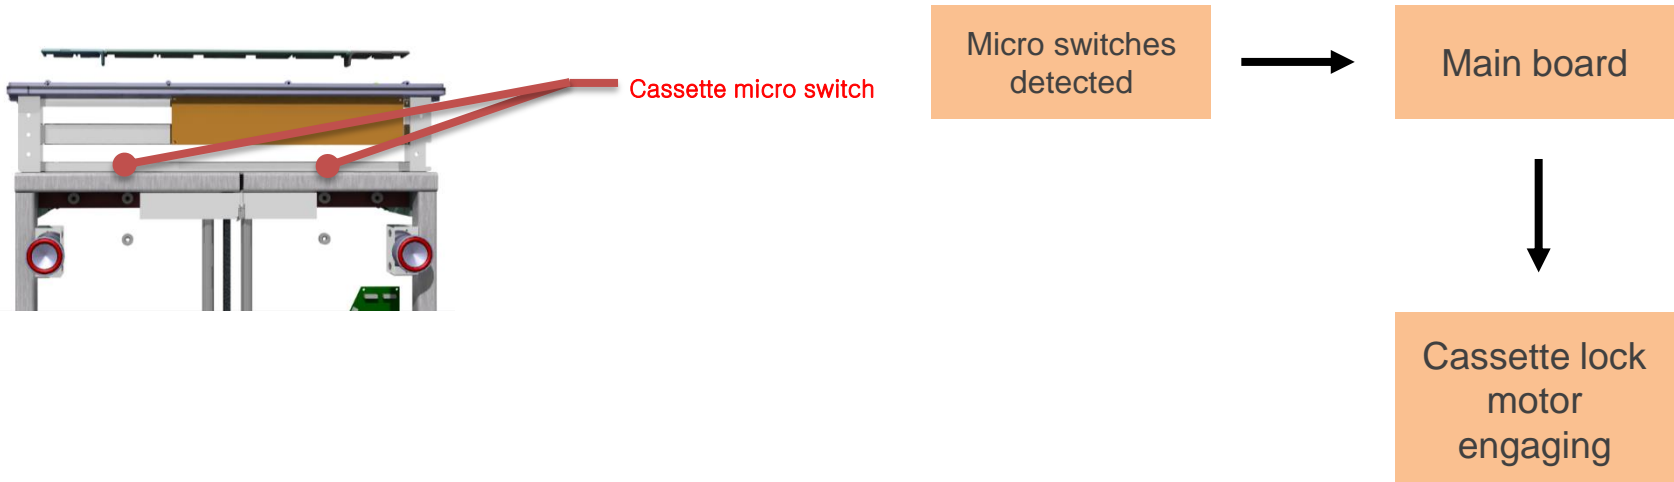 Cassette micro switch
Micro switches
detected
Main board
Cassette lock
motor
engaging